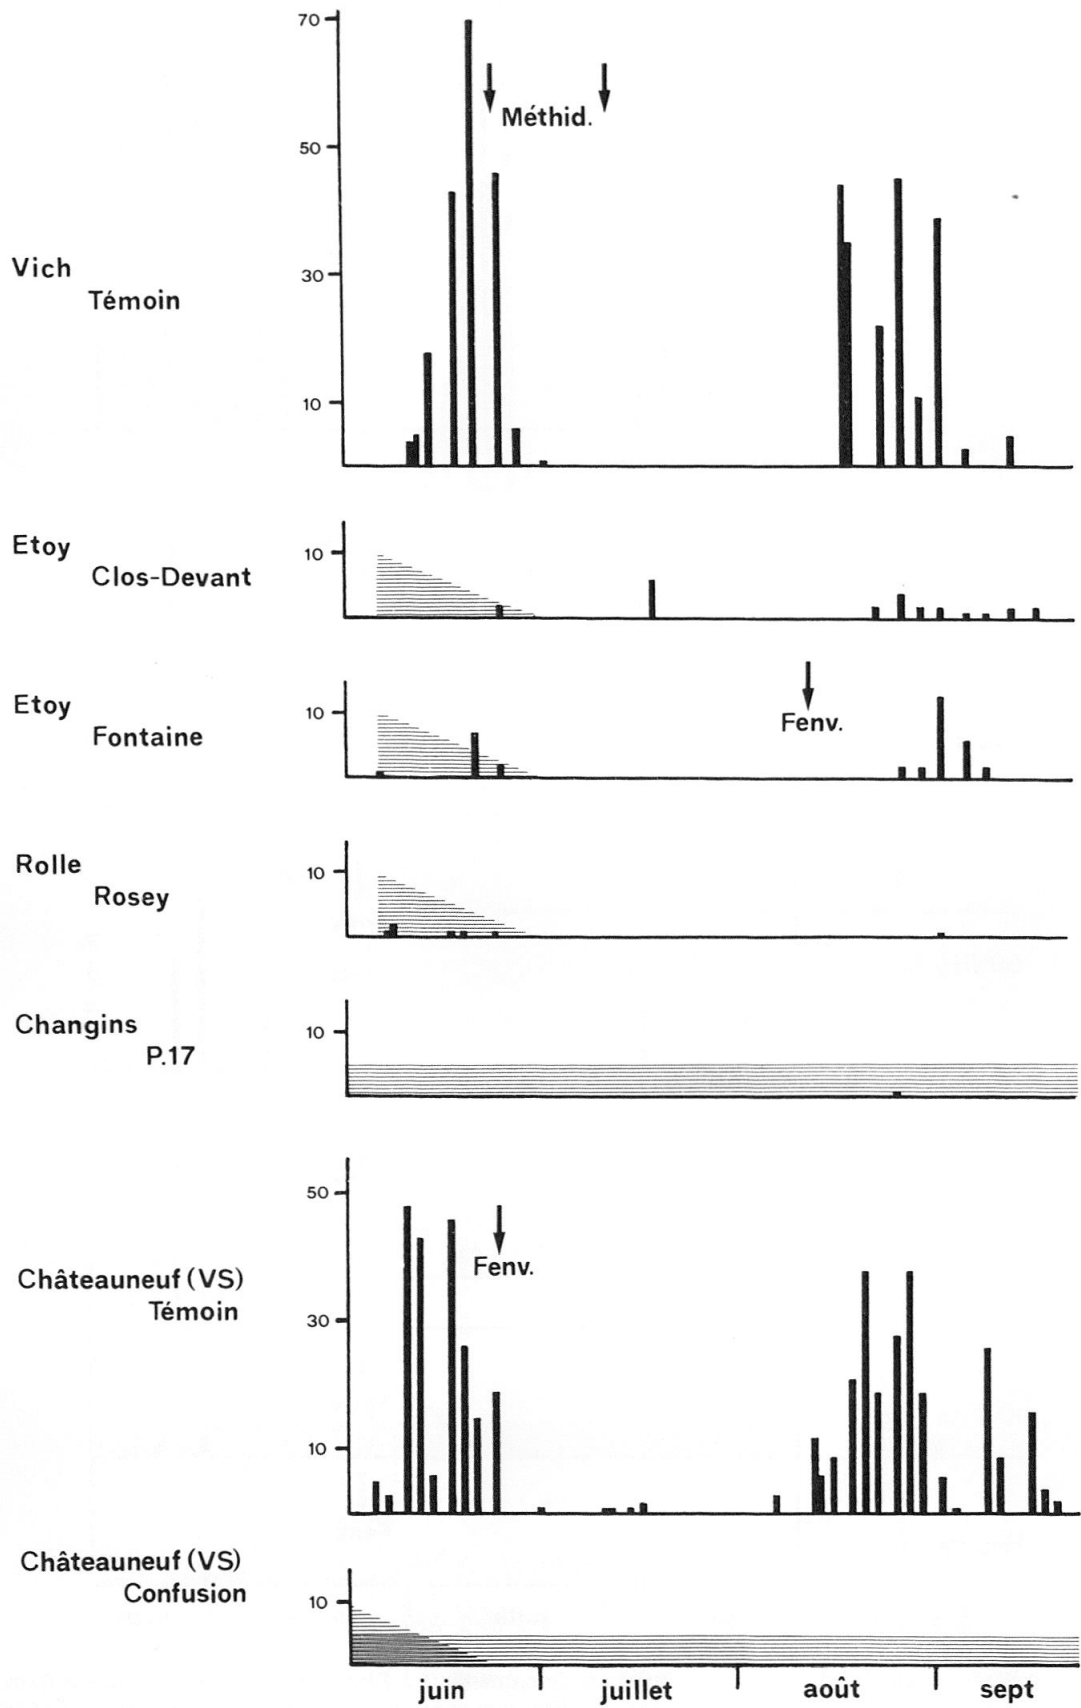 70
Méthid.
50
30
Vich
Témoin
10
Etoy
10
Clos-Devant
Etoy
10
Fenv.
Fontaine
Rolle
10
Rosey
Changins
10
P.17
50
Fenv.
Châteauneuf (VS)
Témoin
30
10
Châteauneuf (VS)
Confusion
10
juin juillet août sept